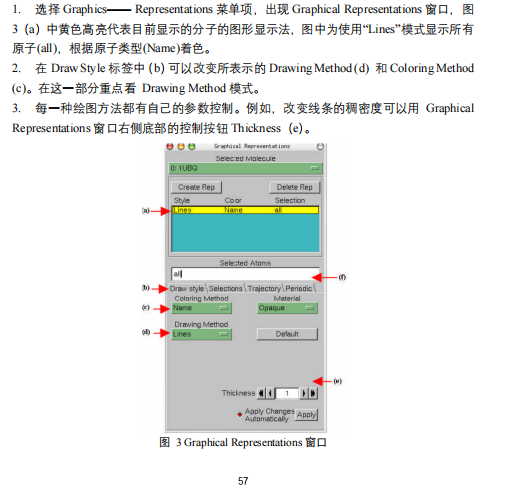 1. 选择 Graphics—— Representations 菜单项，出现 Graphical Representations 窗口，图
3（a）中黄色高亮代表目前显示的分子的图形显示法，图中为使用“Lines”模式显示所有
原子(all)，根据原子类型(Name)着色。
2. 在 Draw Style 标签中（b）可以改变所表示的 Drawing Method (d) 和 Coloring Method
(c)。在这一部分重点看 Drawing Method 模式。
3. 每一种绘图方法都有自己的参数控制。例如，改变线条的稠密度可以用 Graphical
Representations 窗口右侧底部的控制按钮 Thickness（e）。
Graphical Representations
Selected Molecule
0: 1UBQ
Create Rep Delete Rep
Style Color Selection
(a) Lines Name all
Selected Atoms
all
(f)
(b) Draw style \ Selections \ Trajectory \ Periodic \
Coloring Method Material
(c) Name Opaque
Drawing Method
(d) Lines Default
(e)
Thickness 1
Apply Changes
Automatically Apply
图 3 Graphical Representations 窗口
57